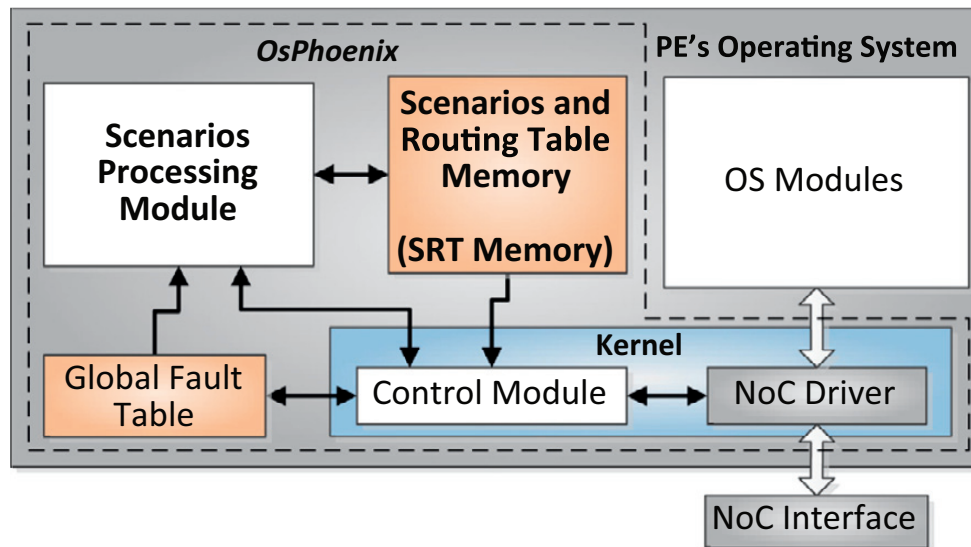 OsPhoenix
PE's Operating System
Scenarios
Processing
Module
Scenarios and
Routing Table
Memory
(SRT Memory)
OS Modules
Kernel
Global Fault
Table
Control Module
NoC Driver
NoC Interface